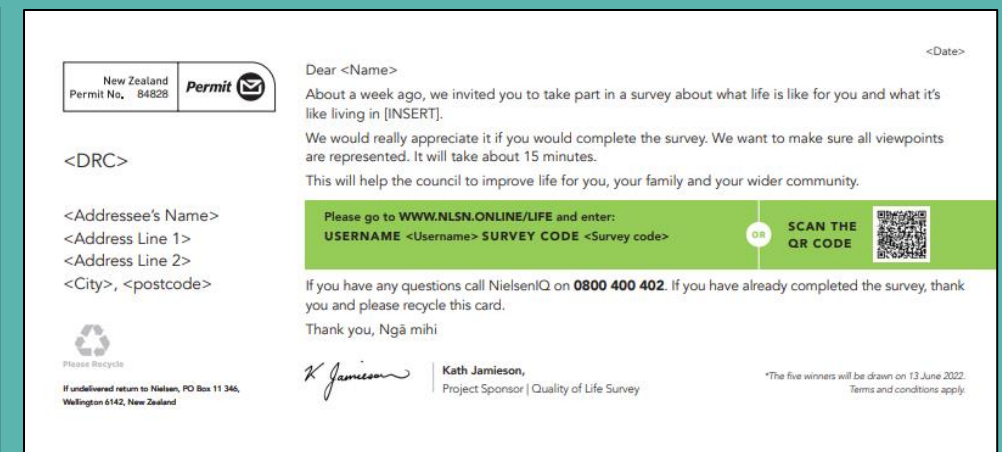 New Zealand
Permit No. 84828
Permit
<DRC>
<Addressee's Name>
<Address Line 1>
<Address Line 2>
<City>, <postcode>
Please Recycle
If undelivered return to Nielsen, PO Box 11 346,
Wellington 6142, New Zealand
<Date>
Dear <Name>
About a week ago, we invited you to take part in a survey about what life is like for you and what it's
like living in [INSERT].
We would really appreciate it if you would complete the survey. We want to make sure all viewpoints
are represented. It will take about 15 minutes.
This will help the council to improve life for you, your family and your wider community.
Please go to WWW.NLSN.ONLINE/LIFE and enter:
USERNAME <Username> SURVEY CODE <Survey code>
OR
SCAN THE
QR CODE
If you have any questions call NielsenIQ on 0800 400 402. If you have already completed the survey, thank
you and please recycle this card.
Thank you, Ngā mihi
K Jamieson
Kath Jamieson,
Project Sponsor | Quality of Life Survey
*The five winners will be drawn on 13 June 2022.
Terms and conditions apply.